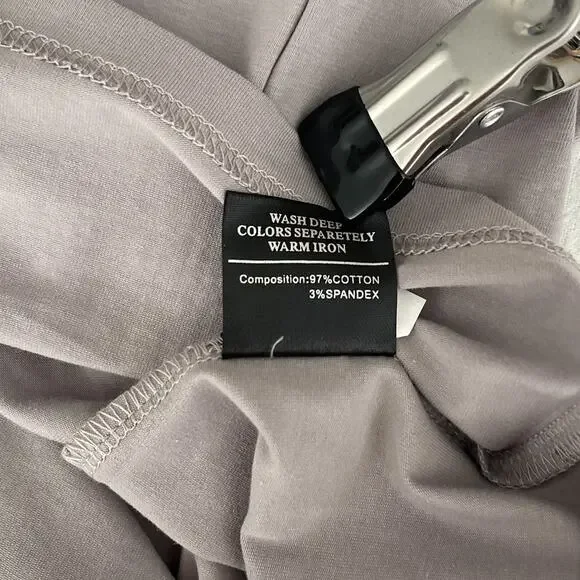 WASH DEEP
COLORS SEPARETELY
WARM IRON
Composition:97%COTTON
3%SPANDEX